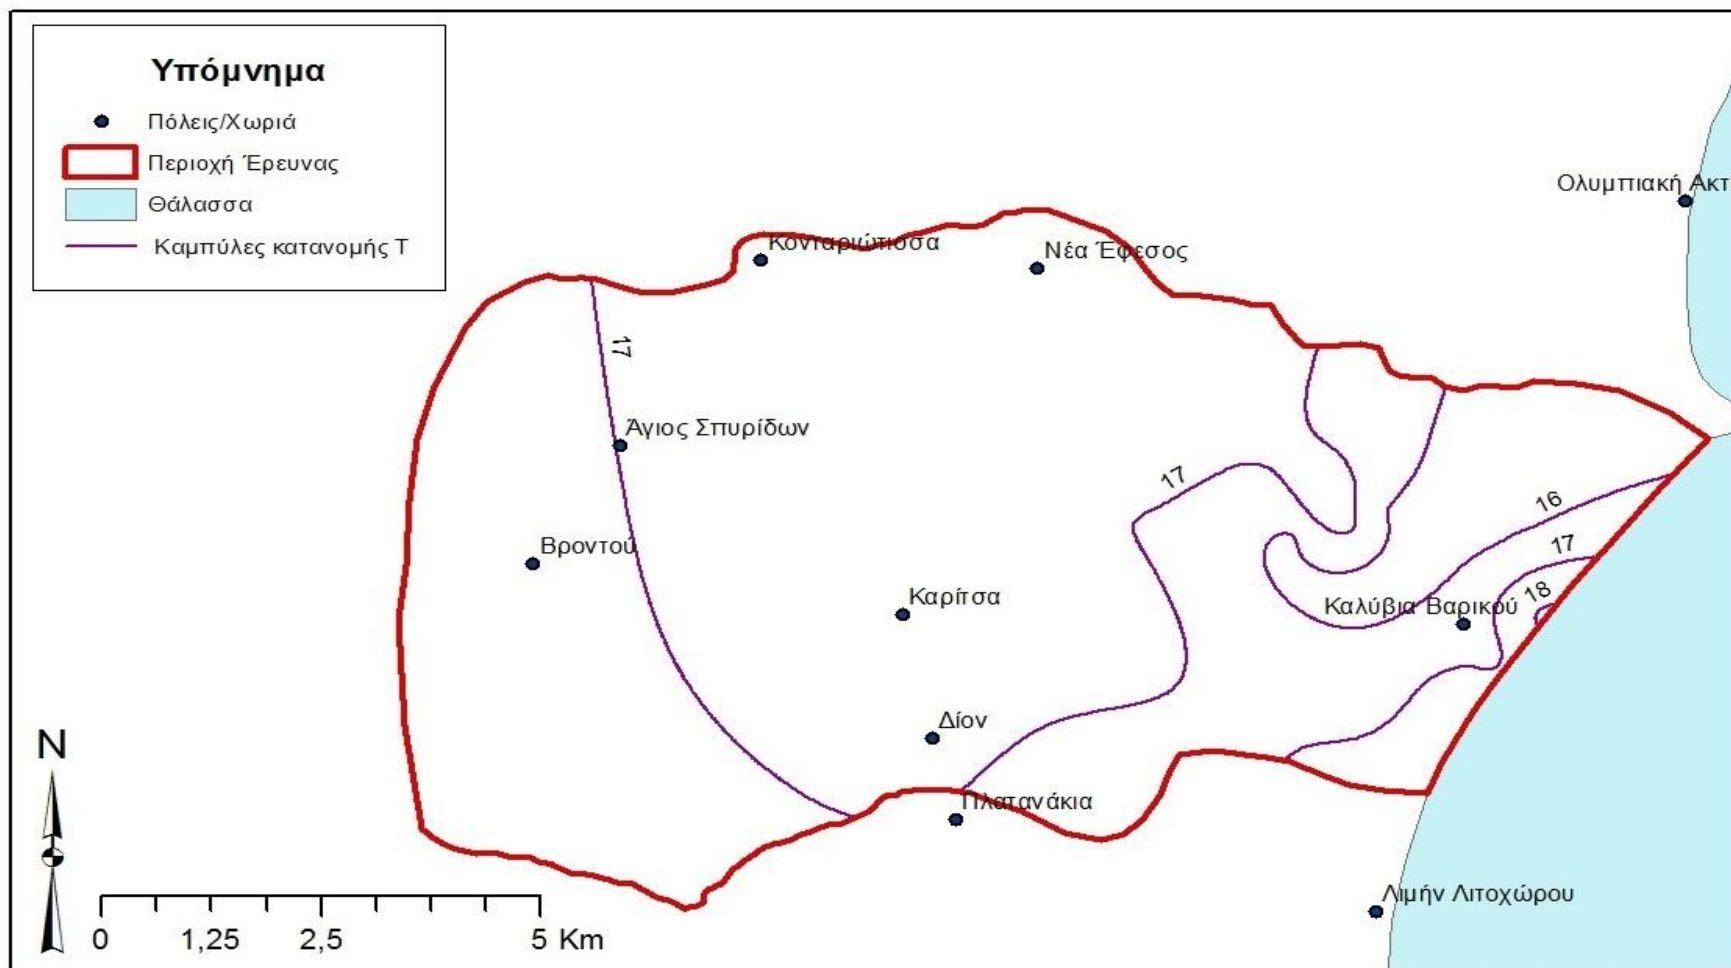 Υπόμνημα
Πόλεις/Χωριά
Περιοχή Έρευνας
Θάλασσα
Καμπύλες κατανομής Τ
Ολυμπιακή Ακτ
Κονταριώτισσα
Νέα Έφεσος
17
Άγιος Σπυρίδων
17
16
17
Βροντού
18
Καρίτσα
Καλύβια Βαρικού
Δίον
Πλατανάκια
Λιμήν Λιτοχώρου
N
0 1,25 2,5 5 Km